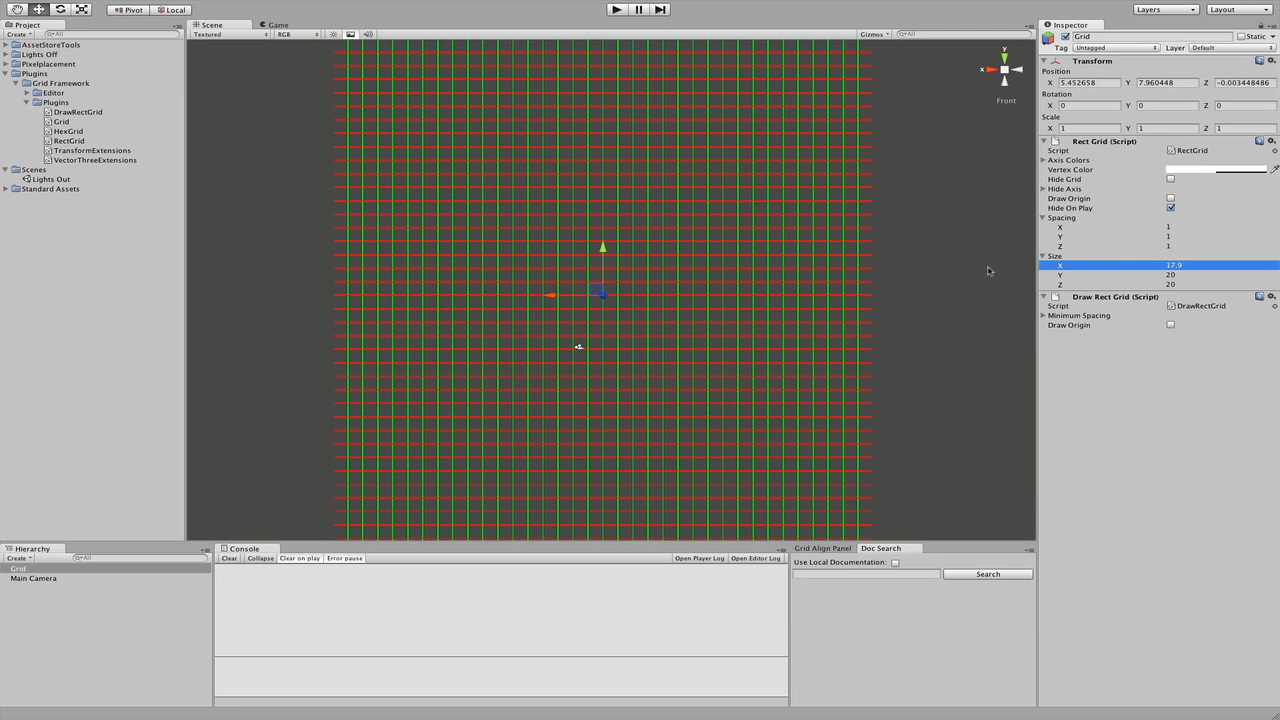 Pivot
Local
Layers
Layout
Project
Create
All
AssetStoreTools
Lights Off
Pixelplacement
Plugins
Grid Framework
Editor
Plugins
DrawRectGrid
Grid
HexGrid
RectGrid
TransformExtensions
VectorThreeExtensions
Scenes
Lights Out
Standard Assets
Scene
Game
Textured
RGB
Gizmos
All
Y
X
Front
Inspector
Grid
Static
Tag Untagged Layer Default
Transform
Position
X 5.452658 Y 7.960448 Z -0.003448486
Rotation
X 0 Y 0 Z 0
Scale
X 1 Y 1 Z 1
Rect Grid (Script)
Script RectGrid
Axis Colors
Vertex Color
Hide Grid
Hide Axis
Draw Origin
Hide On Play
Spacing
X 1
Y 1
Z 1
Size
X 17.9
Y 20
Z 20
Draw Rect Grid (Script)
Script DrawRectGrid
Minimum Spacing
Draw Origin
Hierarchy
Create
All
Grid
Main Camera
Console
Clear Collapse Clear on play Error pause Open Player Log Open Editor Log
Grid Align Panel Doc Search
Use Local Documentation:
Search